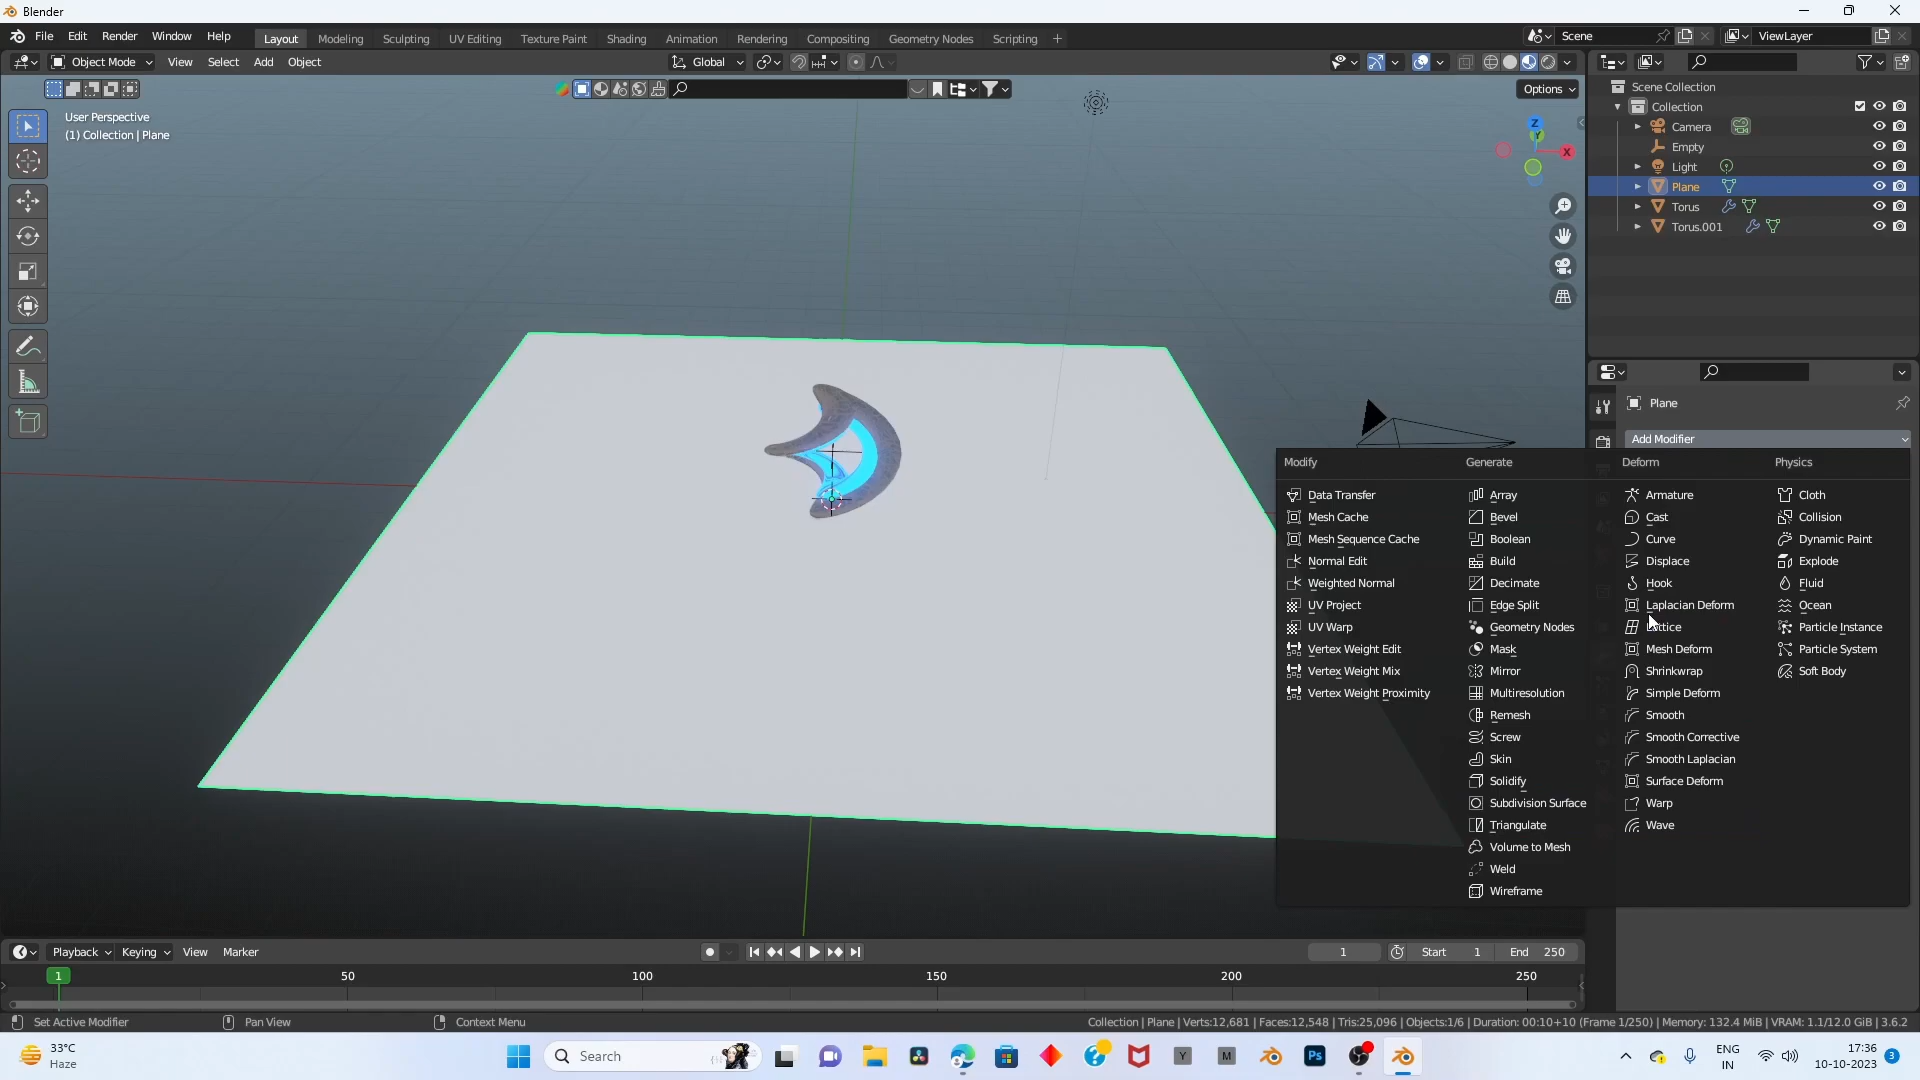 Blender
File Edit Render Window Help
Layout Modeling Sculpting UV Editing Texture Paint Shading Animation Rendering Compositing Geometry Nodes Scripting
Scene
ViewLayer
Object Mode View Select Add Object
Global
Options
User Perspective
(1) Collection | Plane
Z
Y
X
Scene Collection
Collection
Camera
Empty
Light
Plane
Torus
Torus.001
Plane
Add Modifier
Modify Generate Deform Physics
Data Transfer Array Armature Cloth
Mesh Cache Bevel Cast Collision
Mesh Sequence Cache Boolean Curve Dynamic Paint
Normal Edit Build Displace Explode
Weighted Normal Decimate Hook Fluid
UV Project Edge Split Laplacian Deform Ocean
UV Warp Geometry Nodes Lattice Particle Instance
Vertex Weight Edit Mask Mesh Deform Particle System
Vertex Weight Mix Mirror Shrinkwrap Soft Body
Vertex Weight Proximity Multiresolution Simple Deform
Remesh Smooth
Screw Smooth Corrective
Skin Smooth Laplacian
Solidify Surface Deform
Subdivision Surface Warp
Triangulate Wave
Volume to Mesh
Weld
Wireframe
Playback Keying View Marker
1 Start 1 End 250
1 50 100 150 200 250
Set Active Modifier Pan View Context Menu
Collection | Plane | Verts:12,681 | Faces:12,548 | Tris:25,096 | Objects:1/6 | Duration: 00:10+10 (Frame 1/250) | Memory: 132.4 MiB | VRAM: 1.1/12.0 GiB | 3.6.2
33°C
Haze
Search
Y
M
Ps
ENG
IN
17:36
10-10-2023
3